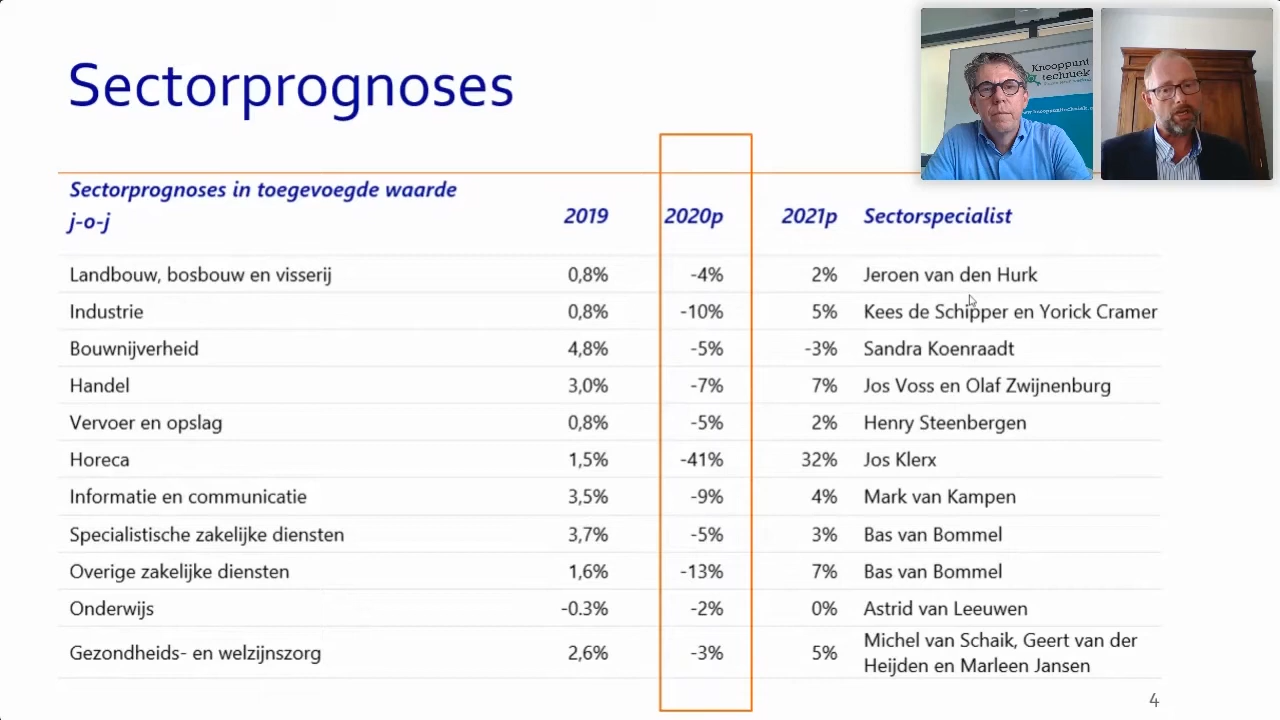 Sectorprognoses
Knooppunt
techniek
Sectorprognoses in toegevoegde waarde
j-o-j 2019 2020p 2021p Sectorspecialist
Landbouw, bosbouw en visserij 0,8% -4% 2% Jeroen van den Hurk
Industrie 0,8% -10% 5% Kees de Schipper en Yorick Cramer
Bouwnijverheid 4,8% -5% -3% Sandra Koenraadt
Handel 3,0% -7% 7% Jos Voss en Olaf Zwijnenburg
Vervoer en opslag 0,8% -5% 2% Henry Steenbergen
Horeca 1,5% -41% 32% Jos Klerx
Informatie en communicatie 3,5% -9% 4% Mark van Kampen
Specialistische zakelijke diensten 3,7% -5% 3% Bas van Bommel
Overige zakelijke diensten 1,6% -13% 7% Bas van Bommel
Onderwijs -0.3% -2% 0% Astrid van Leeuwen
Gezondheids- en welzijnszorg 2,6% -3% 5% Michel van Schaik, Geert van der
Heijden en Marleen Jansen
4